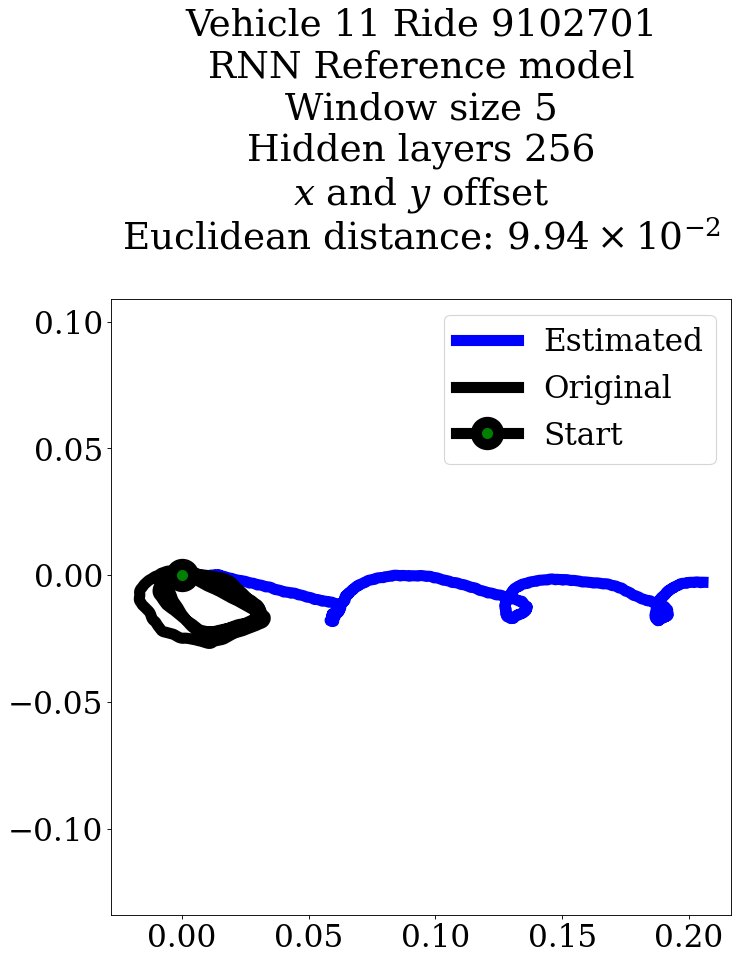 Vehicle 11 Ride 9102701
RNN Reference model
Window size 5
Hidden layers 256
x and y offset
Euclidean distance: 9.94 × 10⁻²
0.10
0.05
0.00
−0.05
−0.10
Estimated
Original
Start
0.00 0.05 0.10 0.15 0.20